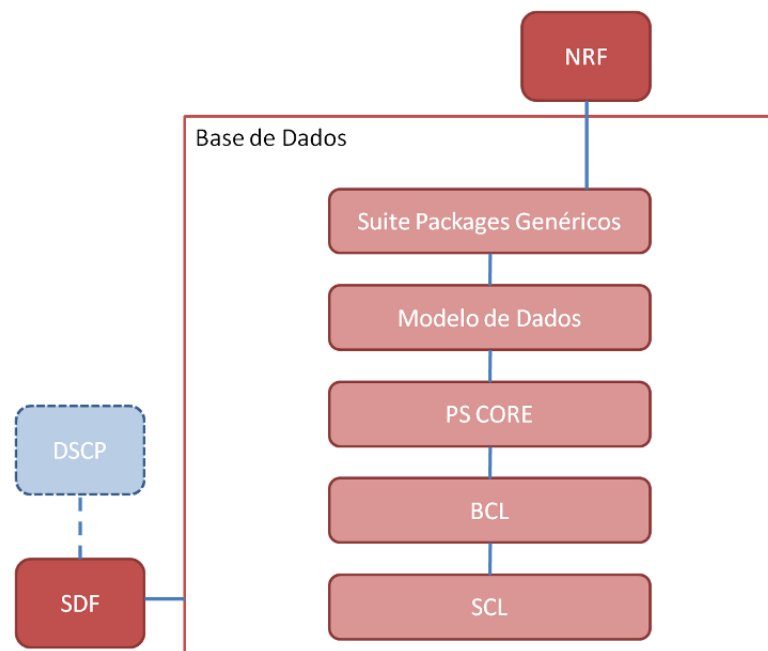 NRF
Base de Dados
Suite Packages Genéricos
Modelo de Dados
PS CORE
DSCP
BCL
SDF
SCL